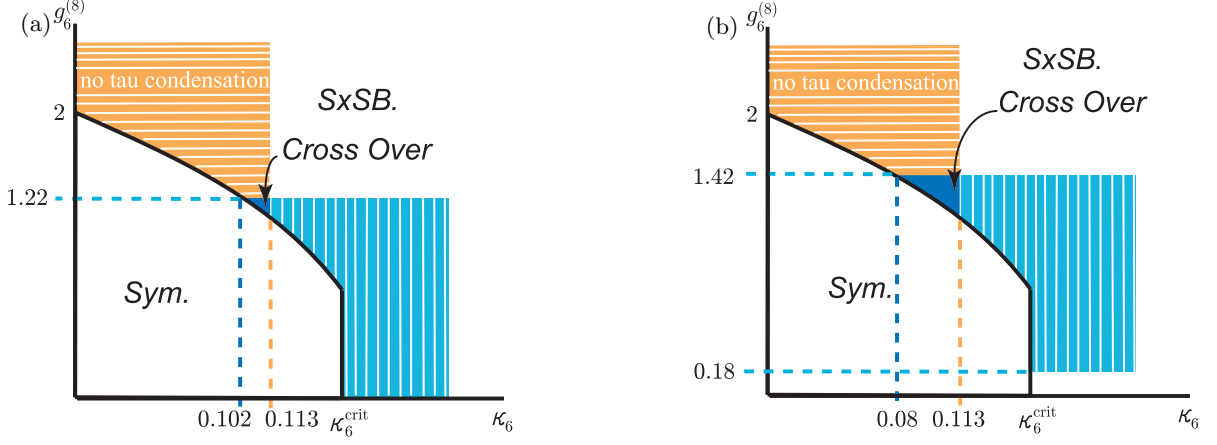 (a)
g_6^{(8)}
no tau condensation
SxSB.
2
Cross Over
1.22
Sym.
0.102
0.113
κ_6^{crit}
κ_6
(b)
g_6^{(8)}
SxSB.
no tau condensation
Cross Over
2
1.42
Sym.
0.18
0.08
0.113
κ_6^{crit}
κ_6